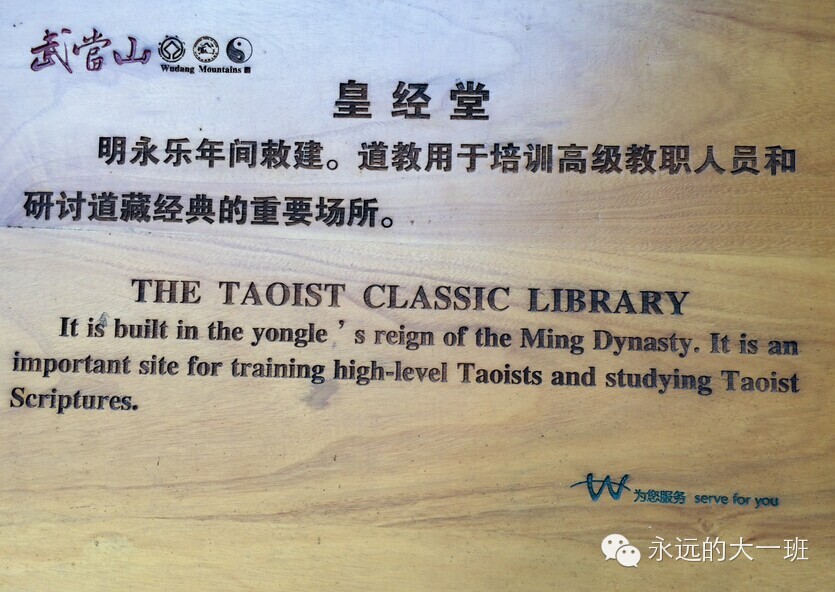 武當山
Wudang Mountains
皇经堂
明永乐年间敕建。道教用于培训高级教职人员和
研讨道藏经典的重要场所。
THE TAOIST CLASSIC LIBRARY
It is built in the yongle ’s reign of the Ming Dynasty. It is an
important site for training high-level Taoists and studying Taoist
Scriptures.
为您服务 serve for you
永远的大一班